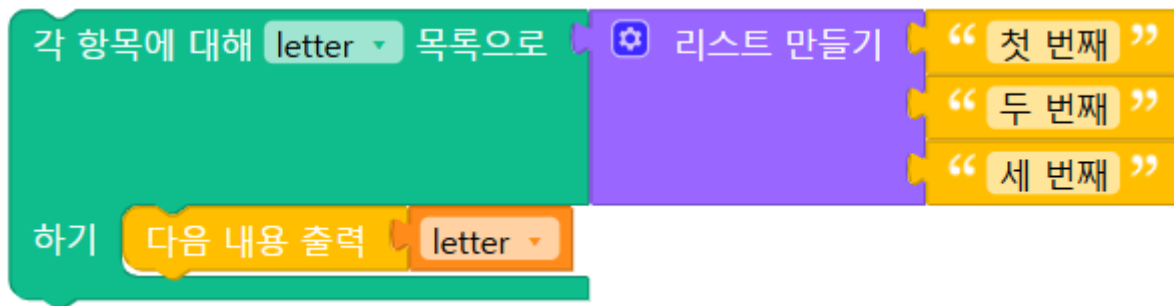 각 항목에 대해 letter 목록으로 리스트 만들기 “ 첫 번째 ”
“ 두 번째 ”
“ 세 번째 ”
하기 다음 내용 출력 letter